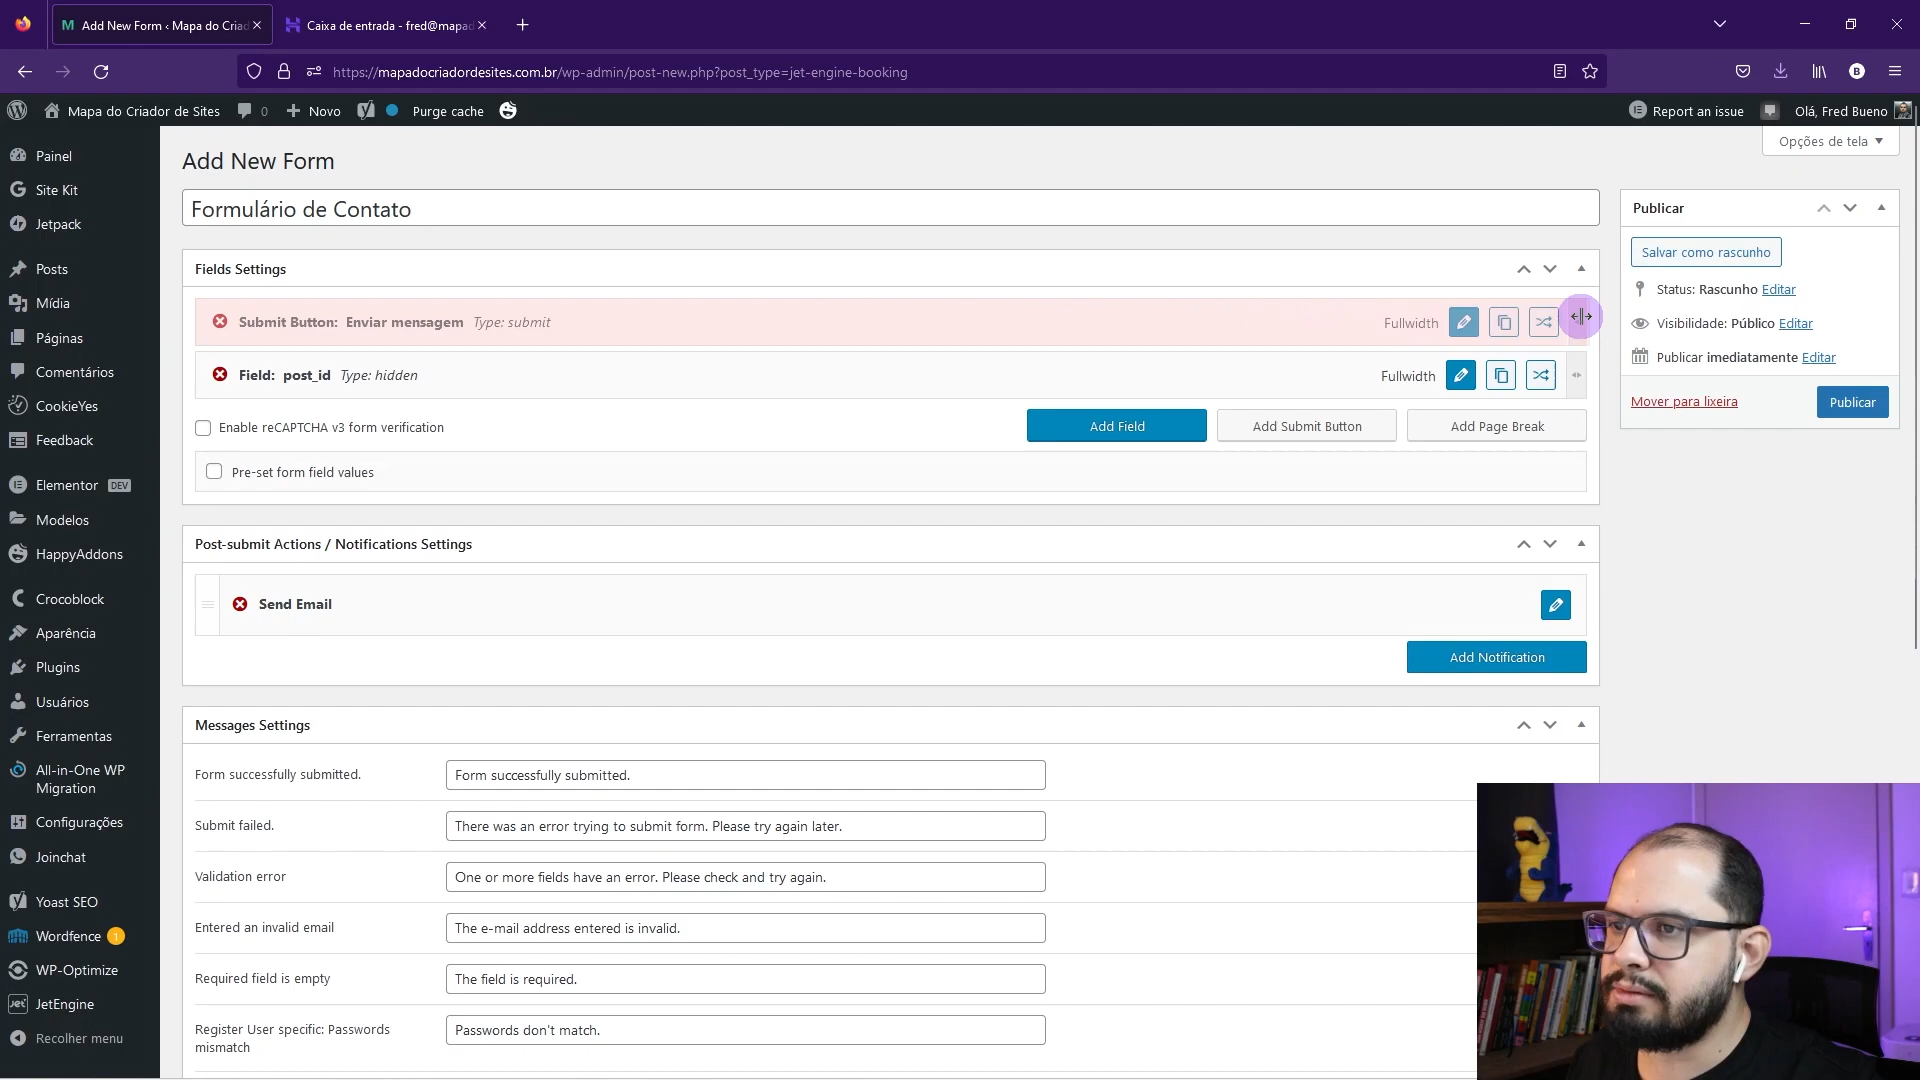 Add New Form ‹ Mapa do Criad
Caixa de entrada - fred@mapad
https://mapadocriadordesites.com.br/wp-admin/post-new.php?post_type=jet-engine-booking
B
Mapa do Criador de Sites
0
Novo
Purge cache
Report an issue
Olá, Fred Bueno
Opções de tela
Add New Form
Formulário de Contato
Painel
Site Kit
Jetpack
Posts
Mídia
Páginas
Comentários
CookieYes
Feedback
Elementor DEV
Modelos
HappyAddons
Crocoblock
Aparência
Plugins
Usuários
Ferramentas
All-in-One WP
Migration
Configurações
Joinchat
Yoast SEO
Wordfence 1
WP-Optimize
JetEngine
Recolher menu
Fields Settings
Submit Button: Enviar mensagem Type: submit
Fullwidth
Field: post_id Type: hidden
Fullwidth
Enable reCAPTCHA v3 form verification
Add Field
Add Submit Button
Add Page Break
Pre-set form field values
Post-submit Actions / Notifications Settings
Send Email
Add Notification
Messages Settings
Form successfully submitted.
Form successfully submitted.
Submit failed.
There was an error trying to submit form. Please try again later.
Validation error
One or more fields have an error. Please check and try again.
Entered an invalid email
The e-mail address entered is invalid.
Required field is empty
The field is required.
Register User specific: Passwords
mismatch
Passwords don't match.
Publicar
Salvar como rascunho
Status: Rascunho Editar
Visibilidade: Público Editar
Publicar imediatamente Editar
Mover para lixeira
Publicar